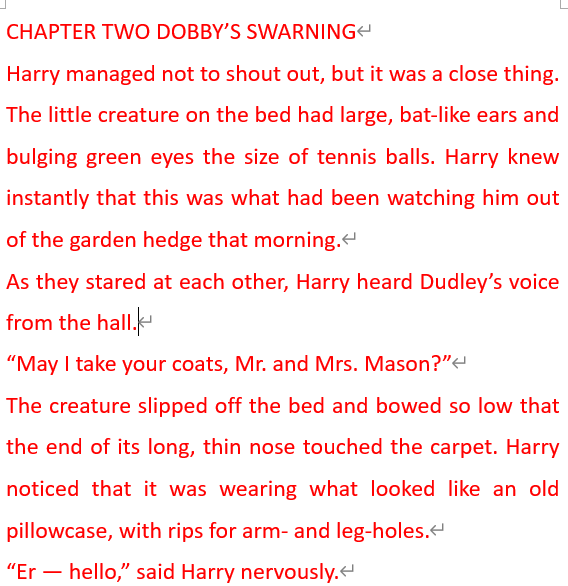 CHAPTER TWO DOBBY’S SWARNING
Harry managed not to shout out, but it was a close thing.
The little creature on the bed had large, bat-like ears and
bulging green eyes the size of tennis balls. Harry knew
instantly that this was what had been watching him out
of the garden hedge that morning.
As they stared at each other, Harry heard Dudley’s voice
from the hall.
“May I take your coats, Mr. and Mrs. Mason?”
The creature slipped off the bed and bowed so low that
the end of its long, thin nose touched the carpet. Harry
noticed that it was wearing what looked like an old
pillowcase, with rips for arm- and leg-holes.
“Er — hello,” said Harry nervously.